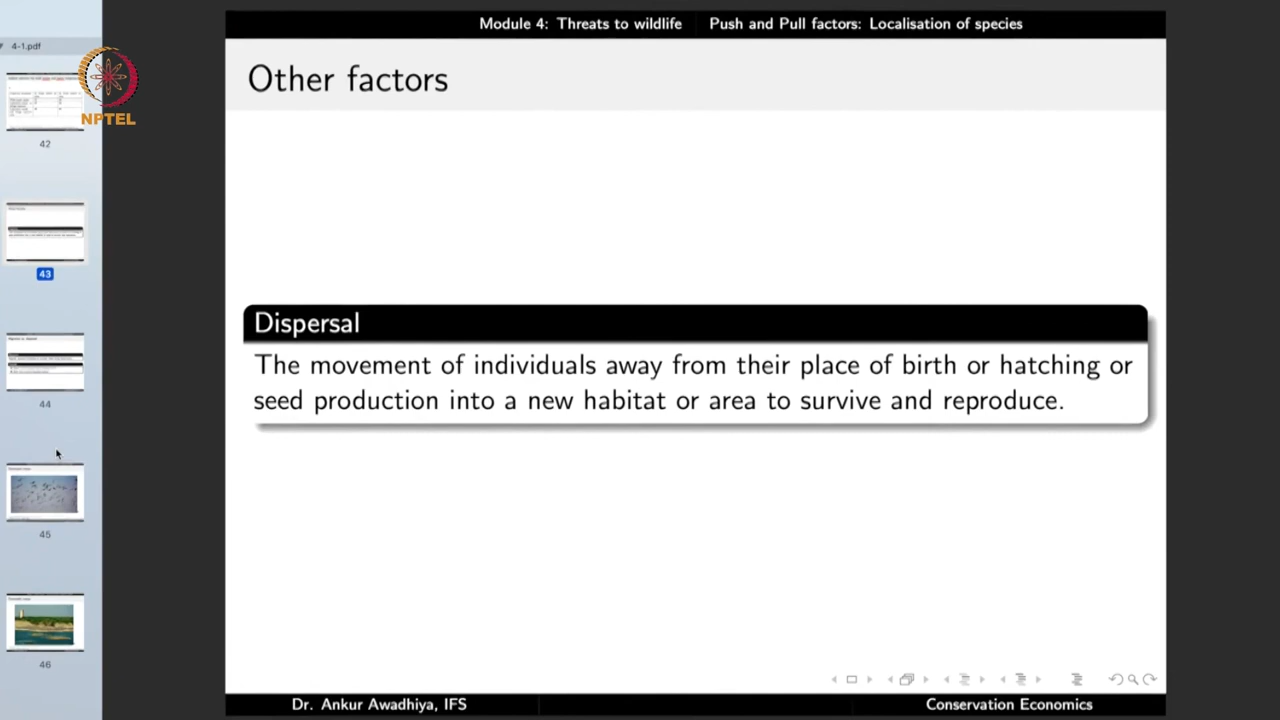 Module 4: Threats to wildlife Push and Pull factors: Localisation of species
4-1.pdf
Other factors
NPTEL
42
43
44
45
46
Dispersal
The movement of individuals away from their place of birth or hatching or
seed production into a new habitat or area to survive and reproduce.
Dr. Ankur Awadhiya, IFS Conservation Economics